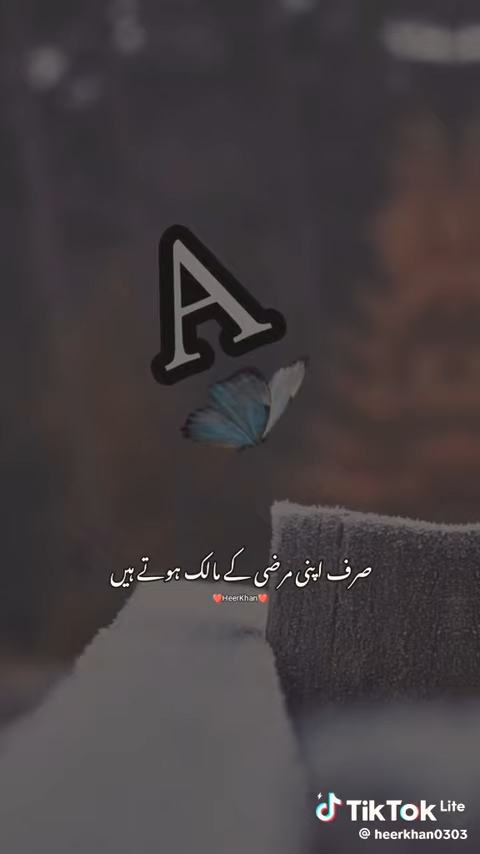 A
صرف اپنی مرضی کے مالک ہوتے ہیں
❤️HeerKhan❤️
TikTok Lite
@heerkhan0303